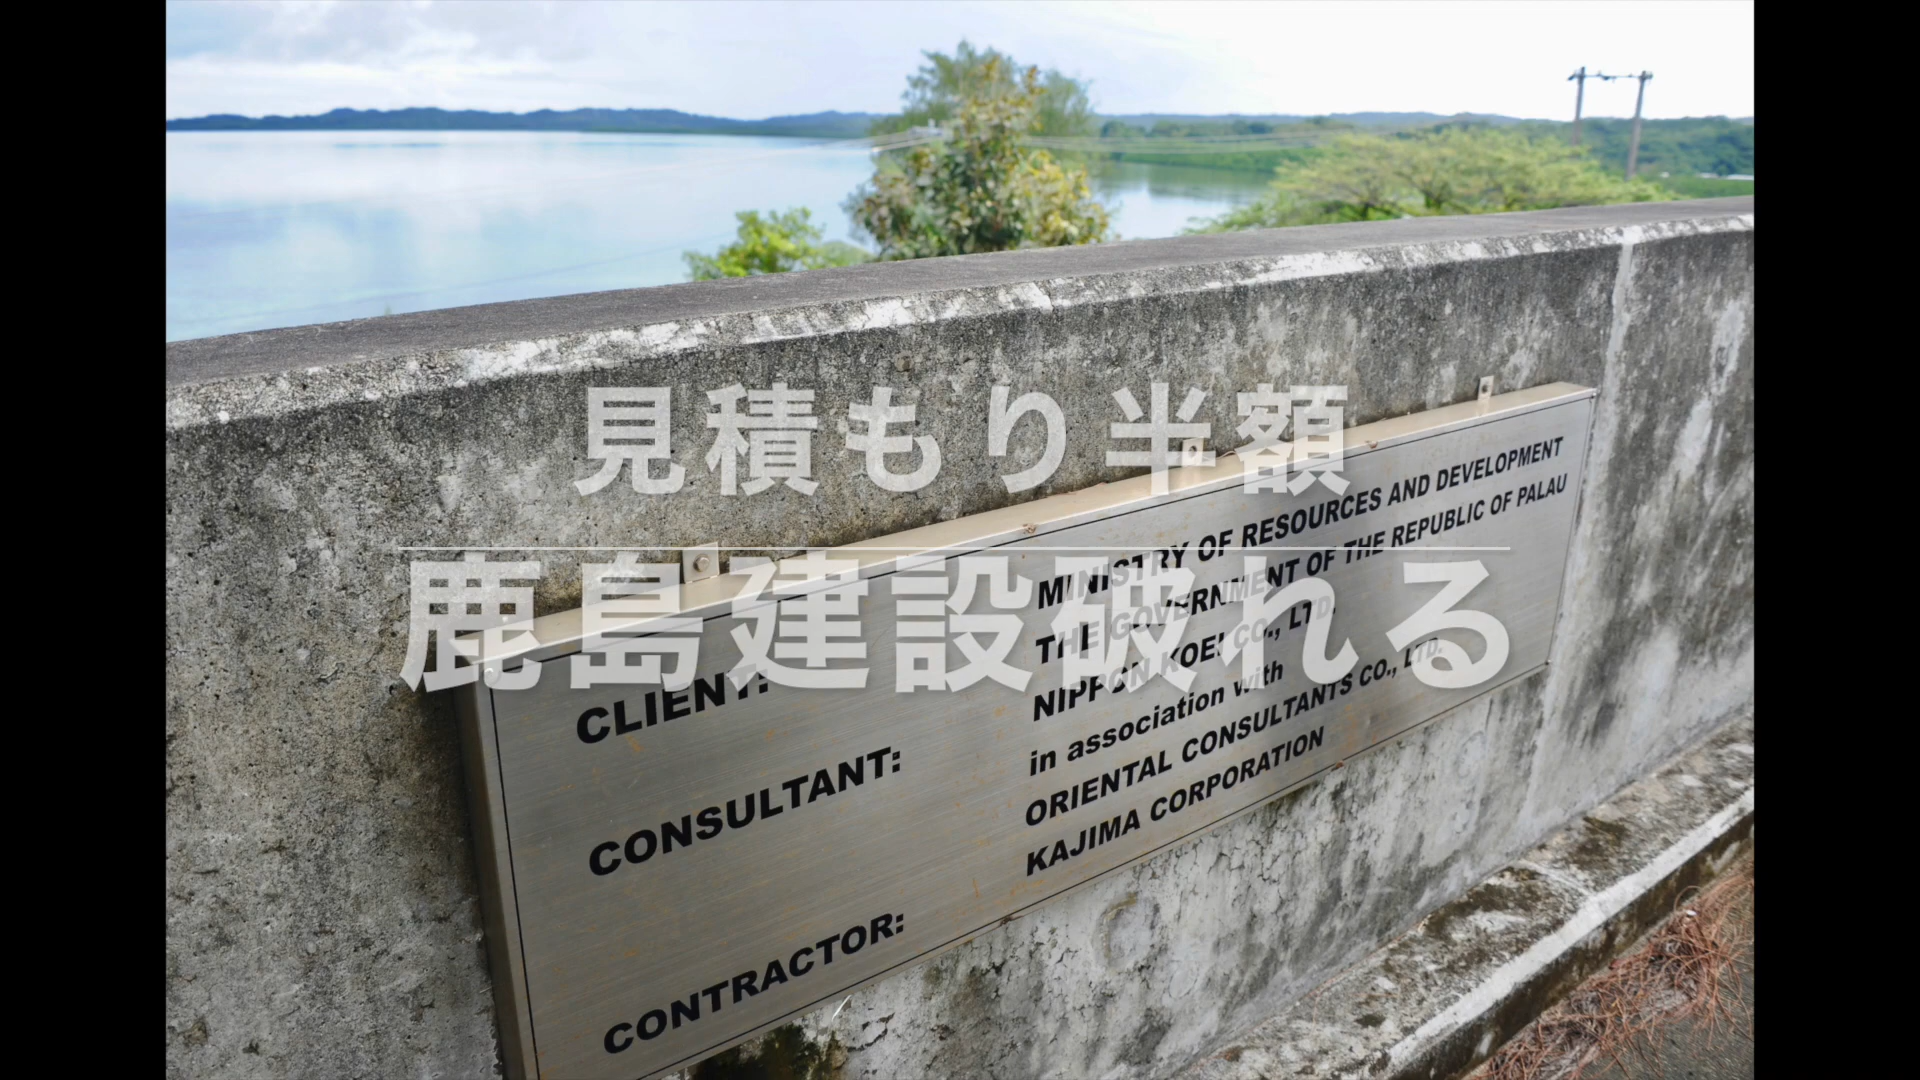 見積もり半額
鹿島建設破れる
CLIENT:
MINISTRY OF RESOURCES AND DEVELOPMENT
THE GOVERNMENT OF THE REPUBLIC OF PALAU
CONSULTANT:
NIPPON KOEI CO., LTD.
in association with
ORIENTAL CONSULTANTS CO., LTD.
CONTRACTOR:
KAJIMA CORPORATION